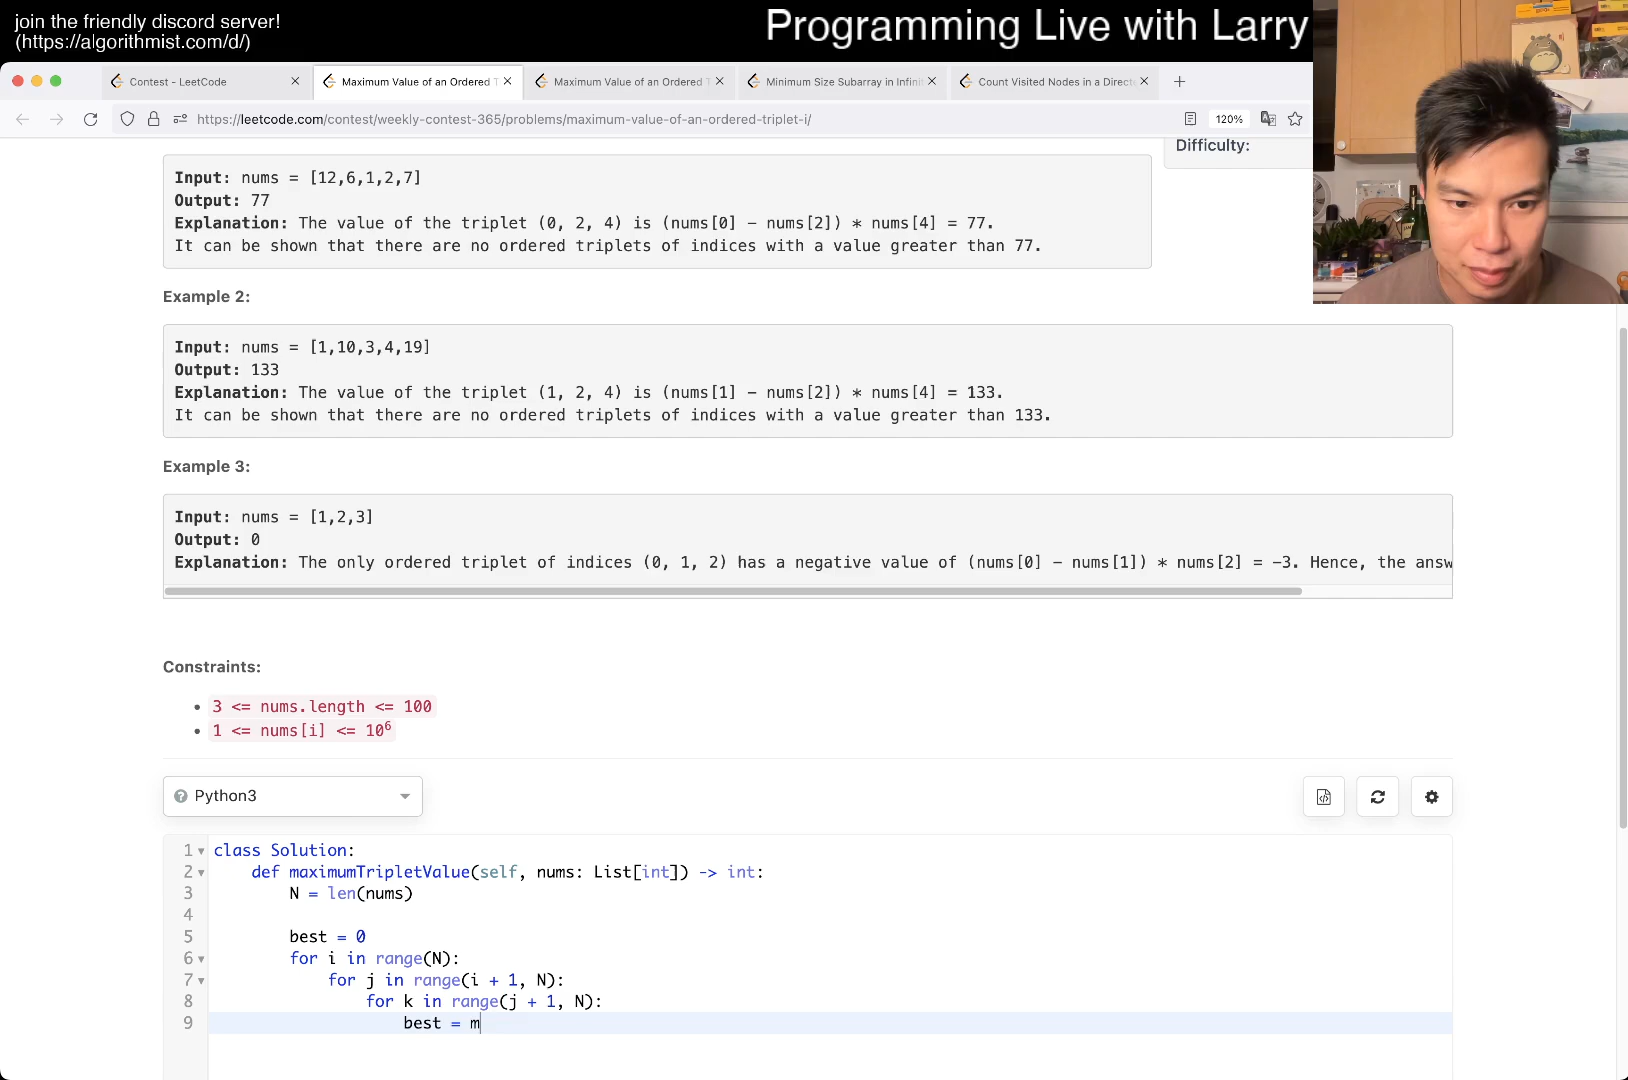 join the friendly discord server!
(https://algorithmist.com/d/)
Programming Live with Larry
Contest - LeetCode
Maximum Value of an Ordered T
Maximum Value of an Ordered T
Minimum Size Subarray in Infini
Count Visited Nodes in a Directe
https://leetcode.com/contest/weekly-contest-365/problems/maximum-value-of-an-ordered-triplet-i/
120%
Difficulty:
Input: nums = [12,6,1,2,7]
Output: 77
Explanation: The value of the triplet (0, 2, 4) is (nums[0] - nums[2]) * nums[4] = 77.
It can be shown that there are no ordered triplets of indices with a value greater than 77.
Example 2:
Input: nums = [1,10,3,4,19]
Output: 133
Explanation: The value of the triplet (1, 2, 4) is (nums[1] - nums[2]) * nums[4] = 133.
It can be shown that there are no ordered triplets of indices with a value greater than 133.
Example 3:
Input: nums = [1,2,3]
Output: 0
Explanation: The only ordered triplet of indices (0, 1, 2) has a negative value of (nums[0] - nums[1]) * nums[2] = -3. Hence, the answ
Constraints:
• 3 <= nums.length <= 100
• 1 <= nums[i] <= 10⁶
Python3
1 class Solution:
2 def maximumTripletValue(self, nums: List[int]) -> int:
3 N = len(nums)
4
5 best = 0
6 for i in range(N):
7 for j in range(i + 1, N):
8 for k in range(j + 1, N):
9 best = m